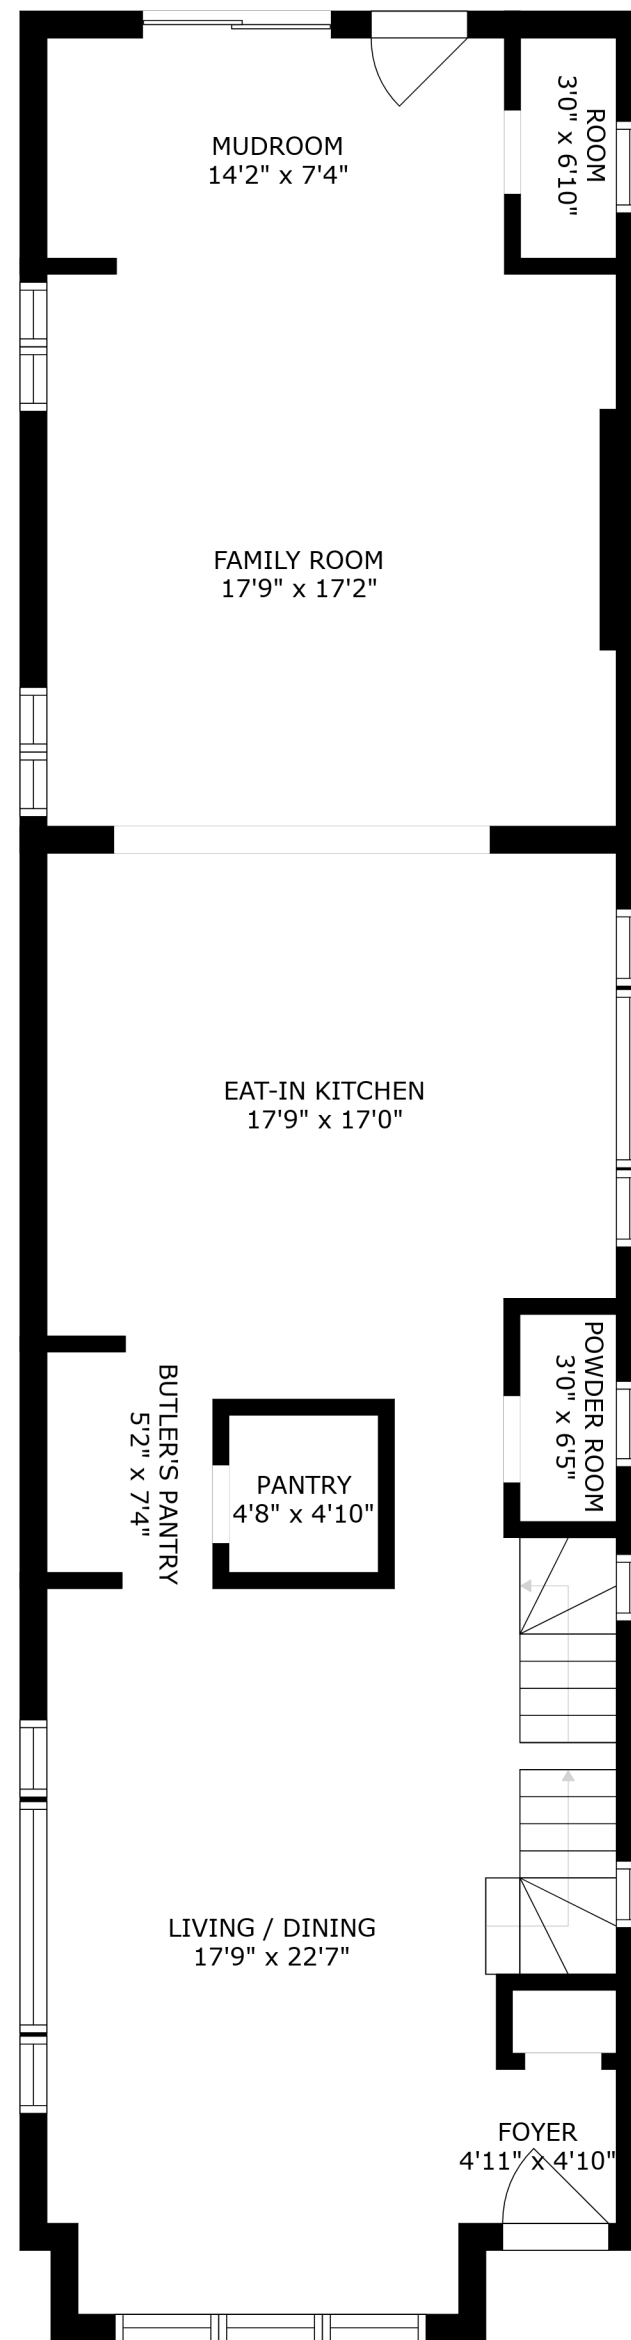 MUDROOM
14'2" x 7'4"
ROOM
3'0" x 6'10"
FAMILY ROOM
17'9" x 17'2"
EAT-IN KITCHEN
17'9" x 17'0"
POWDER ROOM
3'0" x 6'5"
BUTLER'S PANTRY
5'2" x 7'4"
PANTRY
4'8" x 4'10"
LIVING / DINING
17'9" x 22'7"
FOYER
4'11" x 4'10"